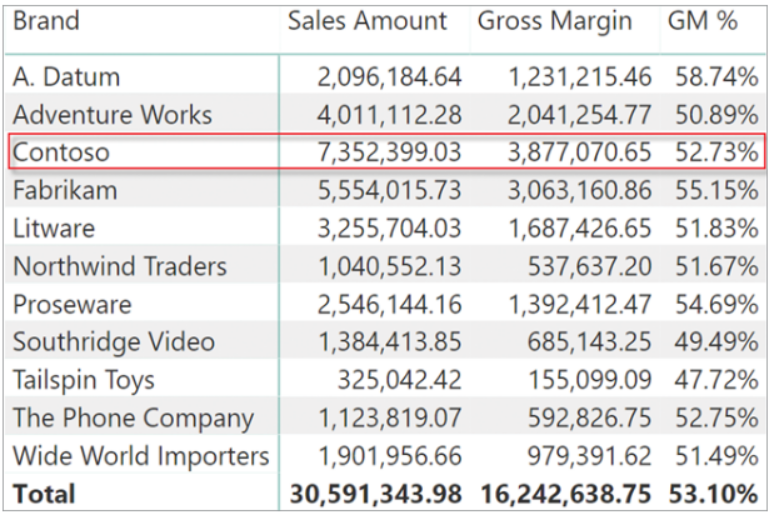 Brand Sales Amount Gross Margin GM %
A. Datum 2,096,184.64 1,231,215.46 58.74%
Adventure Works 4,011,112.28 2,041,254.77 50.89%
Contoso 7,352,399.03 3,877,070.65 52.73%
Fabrikam 5,554,015.73 3,063,160.86 55.15%
Litware 3,255,704.03 1,687,426.65 51.83%
Northwind Traders 1,040,552.13 537,637.20 51.67%
Proseware 2,546,144.16 1,392,412.47 54.69%
Southridge Video 1,384,413.85 685,143.25 49.49%
Tailspin Toys 325,042.42 155,099.09 47.72%
The Phone Company 1,123,819.07 592,826.75 52.75%
Wide World Importers 1,901,956.66 979,391.62 51.49%
Total 30,591,343.98 16,242,638.75 53.10%